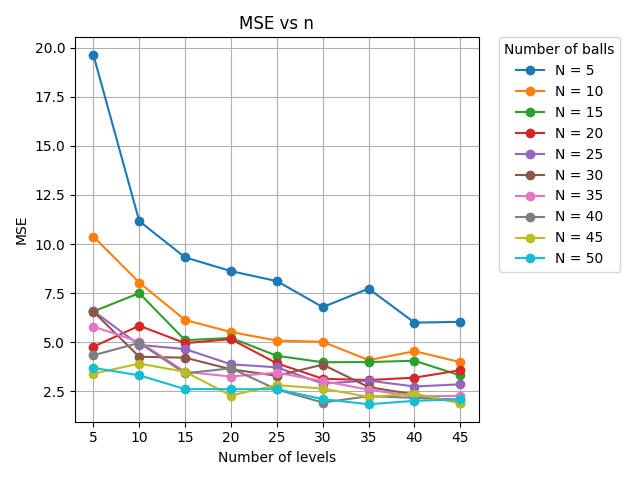 MSE vs n
20.0
17.5
15.0
12.5
10.0
7.5
5.0
2.5
MSE
5 10 15 20 25 30 35 40 45
Number of levels
Number of balls
N = 5
N = 10
N = 15
N = 20
N = 25
N = 30
N = 35
N = 40
N = 45
N = 50